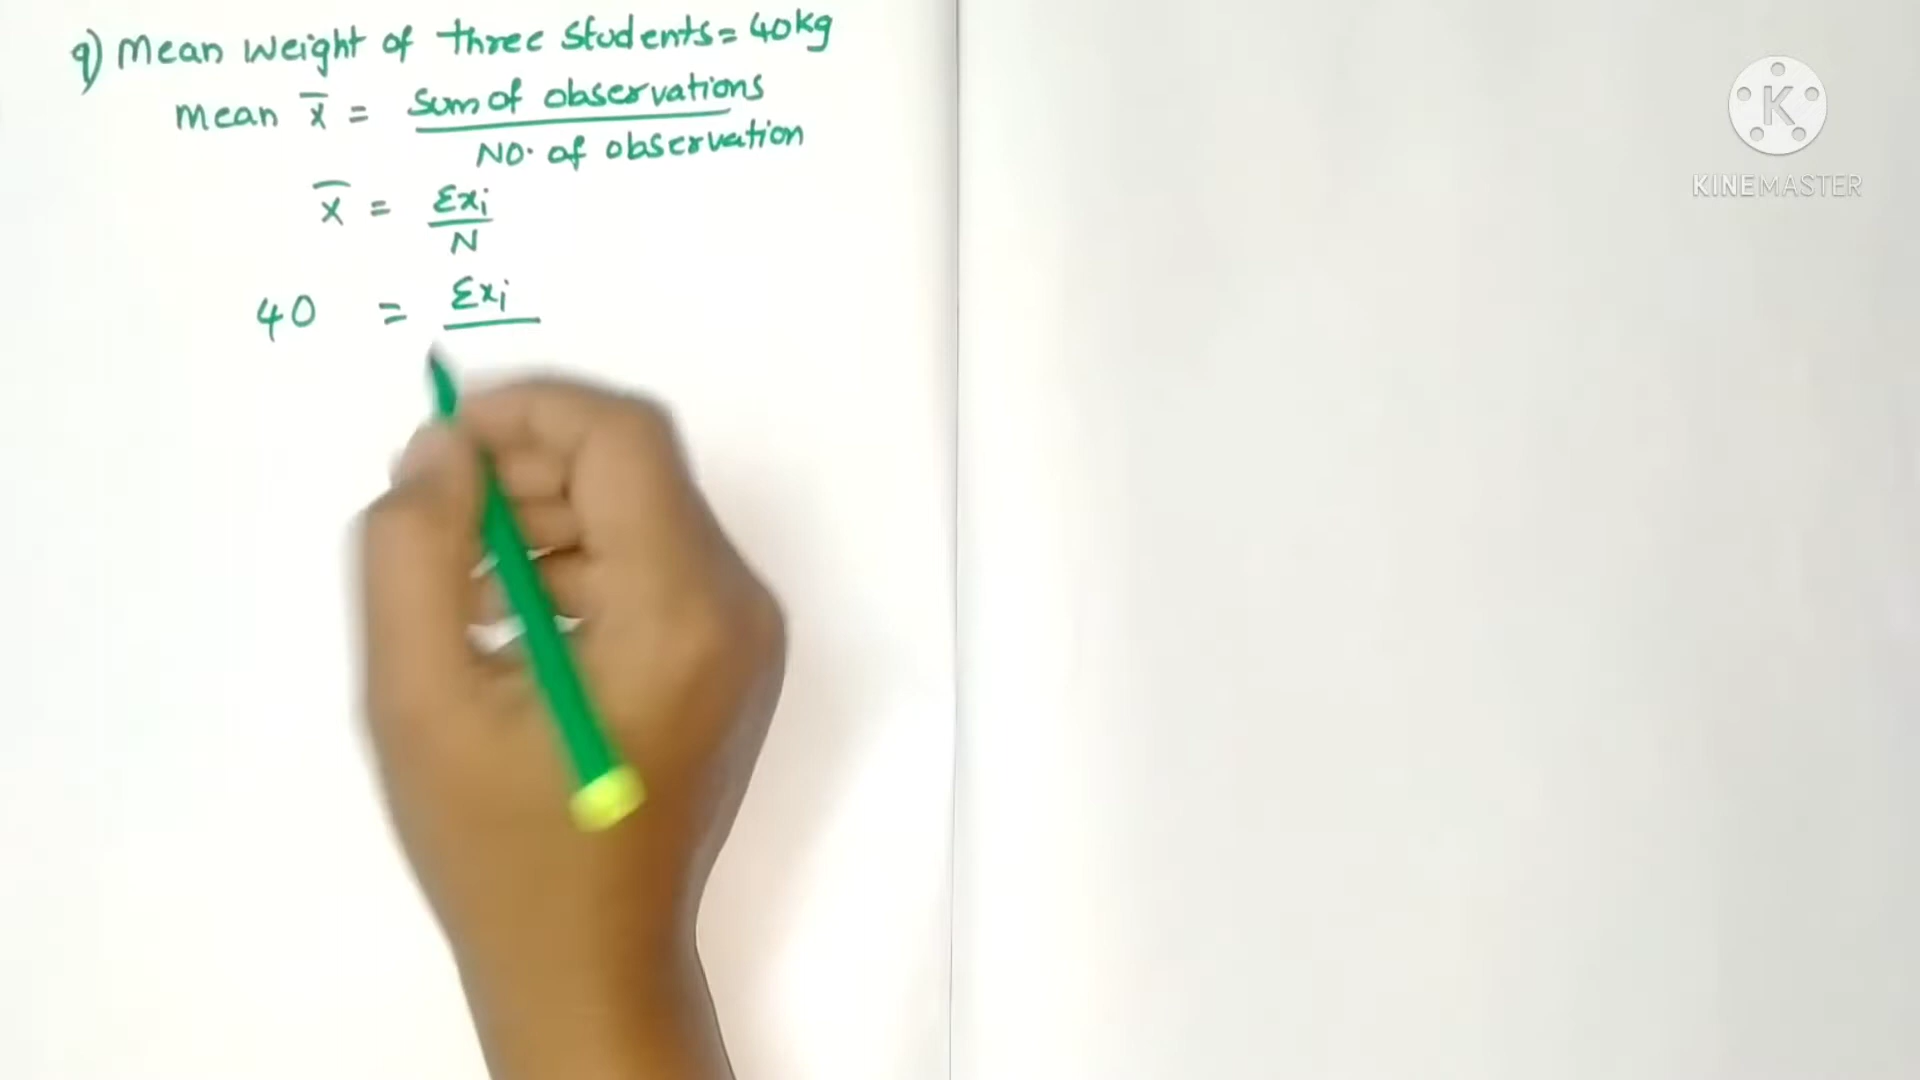 9) Mean Weight of three Students = 40kg
Mean x̄ = Sum of observations / No. of observation
x̄ = Σxi / N
40 = Σxi /
K
KINEMASTER